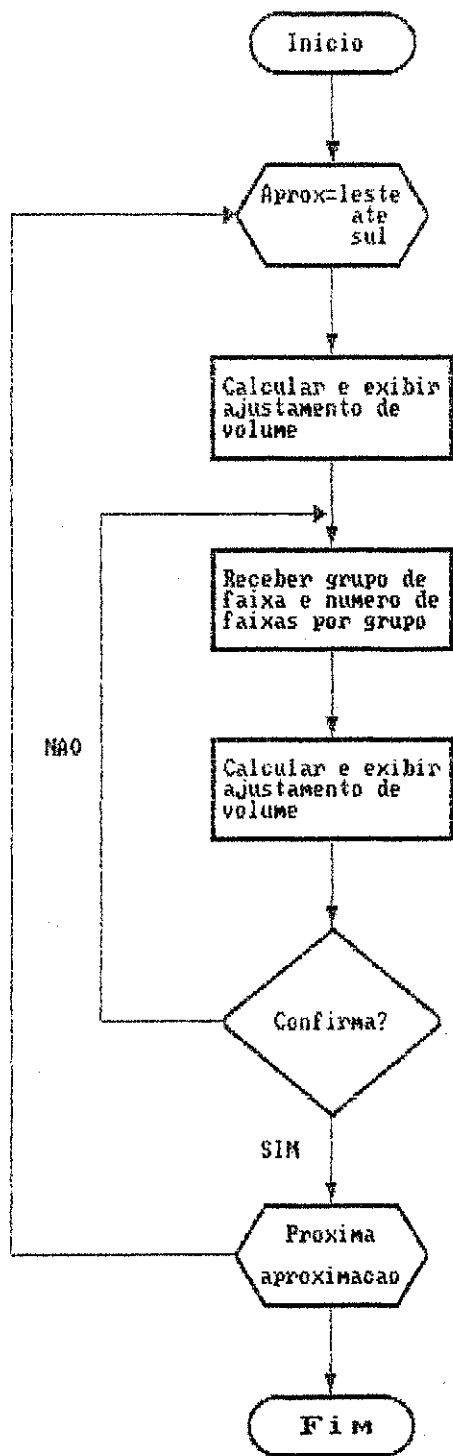 Inicio
Aprox=leste
ate
sul
Calcular e exibir
ajustamento de
volume
Receber grupo de
faixa e numero de
faixas por grupo
NAO
Calcular e exibir
ajustamento de
volume
Confirma?
SIM
Proxima
aproximacao
Fim